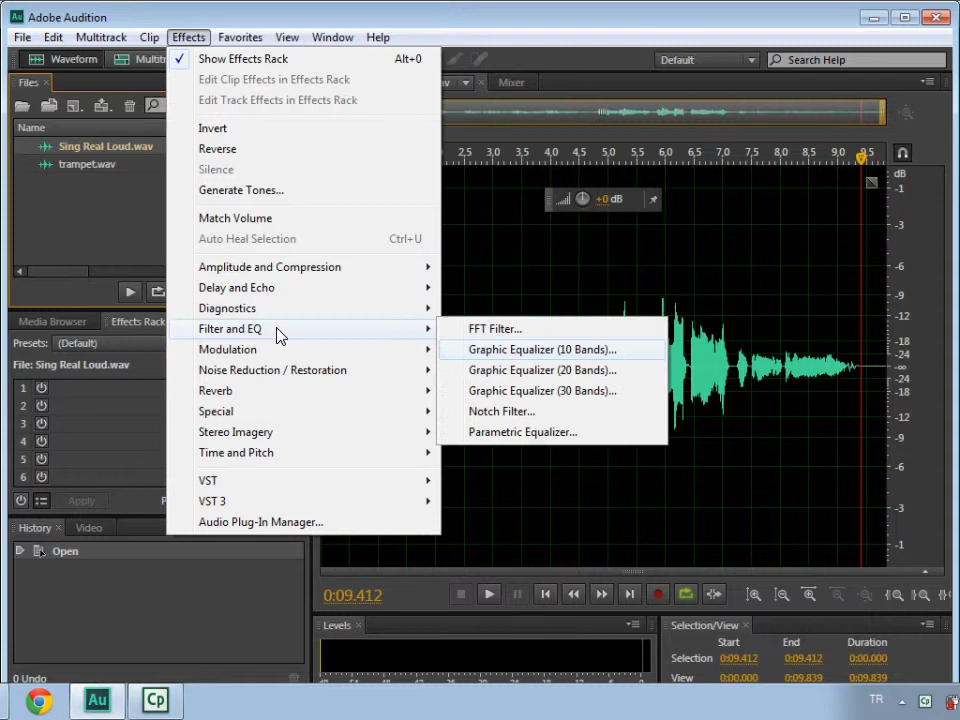 Au Adobe Audition
File Edit Multitrack Clip Effects Favorites View Window Help
Waveform Default Search Help
Show Effects Rack Alt+0
Files
Mixer
Edit Clip Effects in Effects Rack
Edit Track Effects in Effects Rack
Name
Invert
Sing Real Loud.wav
Reverse
2,5 3,0 3,5 4,0 4,5 5,0 5,5 6,0 6,5 7,0 7,5 8,0 8,5 9,0 9,5
trampet.wav
Silence
dB
Generate Tones...
-1
+0 dB
Match Volume
-3
Auto Heal Selection Ctrl+U
Amplitude and Compression
-6
Delay and Echo
-9
Diagnostics
-12
Media Browser Effects Rack
Filter and EQ
FFT Filter...
Presets: (Default)
-18
Modulation
Graphic Equalizer (10 Bands)...
-24
File: Sing Real Loud.wav
-∞
Noise Reduction / Restoration
Graphic Equalizer (20 Bands)...
-24
1
Reverb
Graphic Equalizer (30 Bands)...
-18
2
Special
Notch Filter...
-12
3
Stereo Imagery
Parametric Equalizer...
-9
4
Time and Pitch
5
-6
6
VST
Apply
VST 3
-3
Audio Plug-In Manager...
History Video
Open
-1
0:09.412
Levels
Selection/View
Start End Duration
Selection 0:09.412 0:09.412 0:00.000
View 0:00.000 0:09.839 0:09.839
0 Undo
Au Cp TR Cp